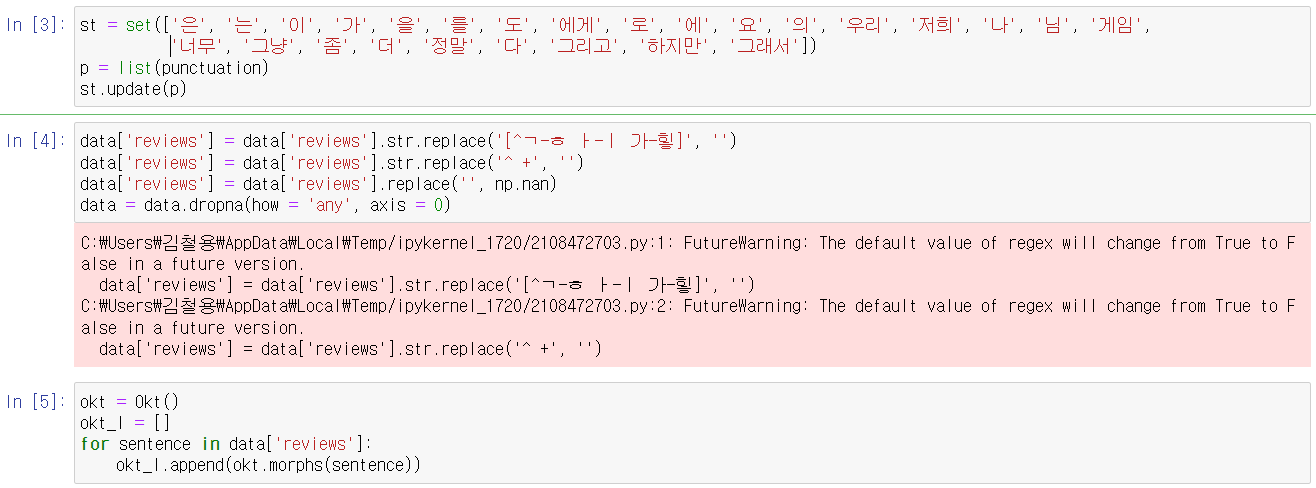 In [3]: st = set(['은', '는', '이', '가', '을', '를', '도', '에게', '로', '에', '요', '의', '우리', '저희', '나', '님', '게임',
'너무', '그냥', '좀', '더', '정말', '다', '그리고', '하지만', '그래서'])
p = list(punctuation)
st.update(p)
In [4]: data['reviews'] = data['reviews'].str.replace('[^ㄱ-ㅎ ㅏ-ㅣ 가-힣]', '')
data['reviews'] = data['reviews'].str.replace('^ +', '')
data['reviews'] = data['reviews'].replace('', np.nan)
data = data.dropna(how = 'any', axis = 0)
C:₩Users₩김철용₩AppData₩Local₩Temp/ipykernel_1720/2108472703.py:1: FutureWarning: The default value of regex will change from True to F
alse in a future version.
data['reviews'] = data['reviews'].str.replace('[^ㄱ-ㅎ ㅏ-ㅣ 가-힣]', '')
C:₩Users₩김철용₩AppData₩Local₩Temp/ipykernel_1720/2108472703.py:2: FutureWarning: The default value of regex will change from True to F
alse in a future version.
data['reviews'] = data['reviews'].str.replace('^ +', '')
In [5]: okt = Okt()
okt_l = []
for sentence in data['reviews']:
okt_l.append(okt.morphs(sentence))